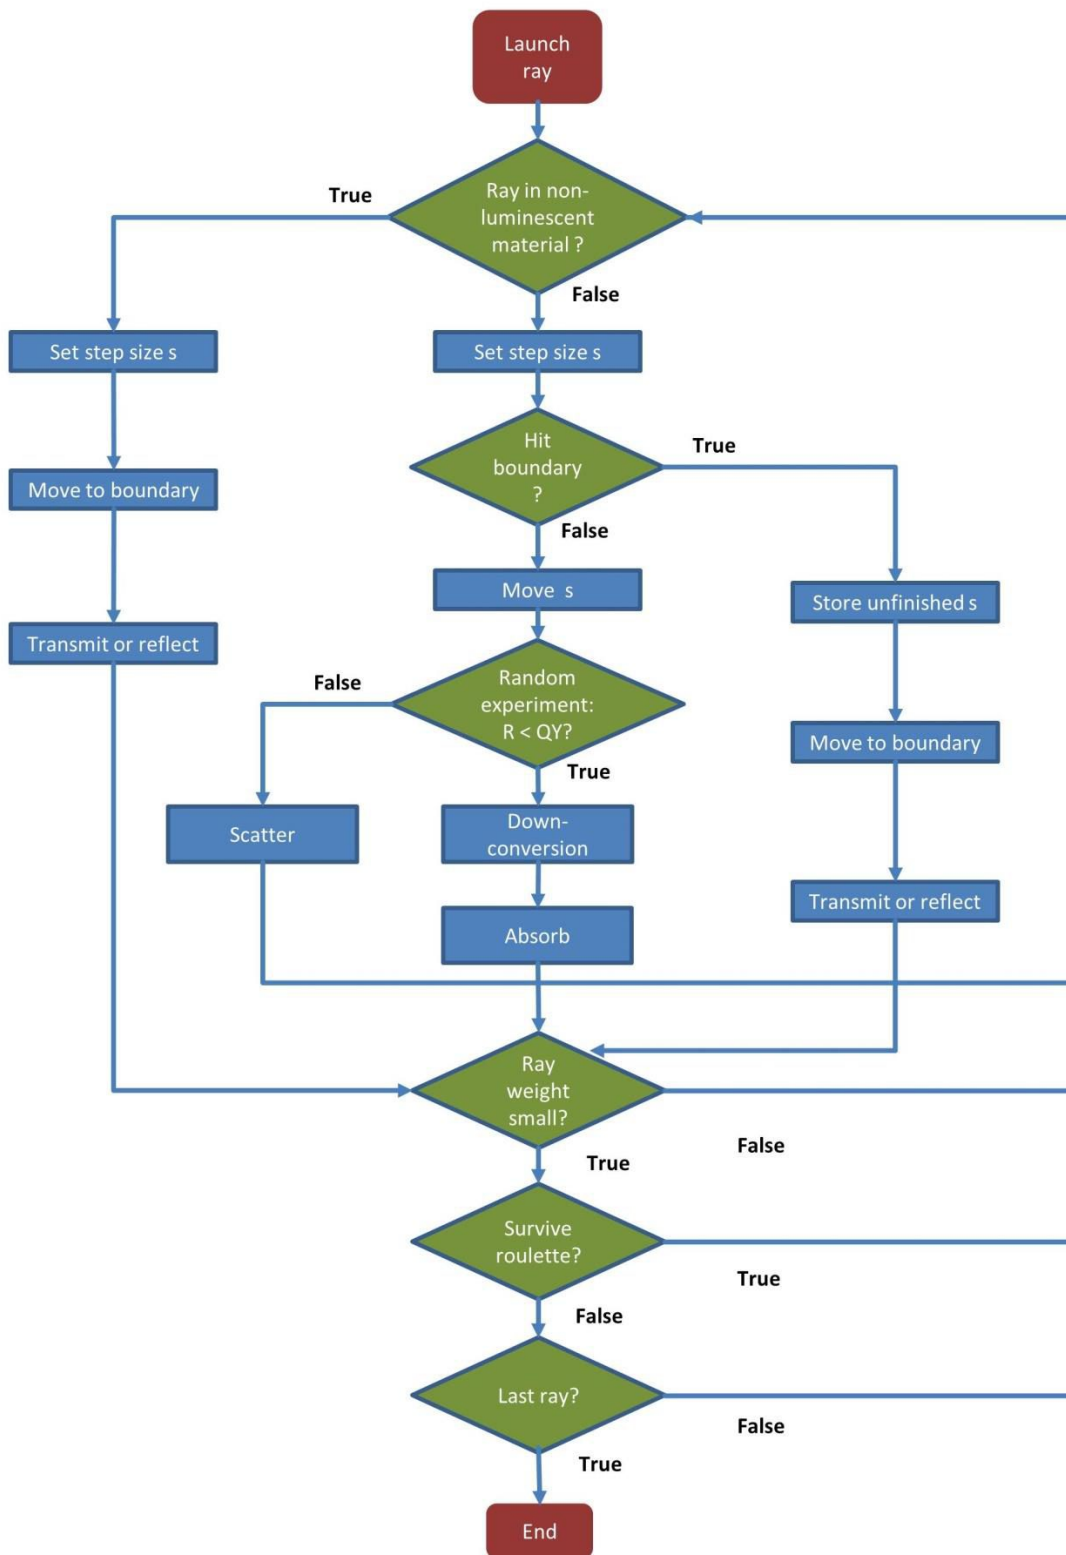 Launch
ray
True
Ray in non-
luminescent
material ?
False
Set step size s
Set step size s
Hit
boundary
?
True
False
Move to boundary
Move  s
Store unfinished s
Transmit or reflect
False
Random
experiment:
R < QY?
True
Move to boundary
Scatter
Down-
conversion
Transmit or reflect
Absorb
Ray
weight
small?
True
False
Survive
roulette?
True
False
Last ray?
False
True
End